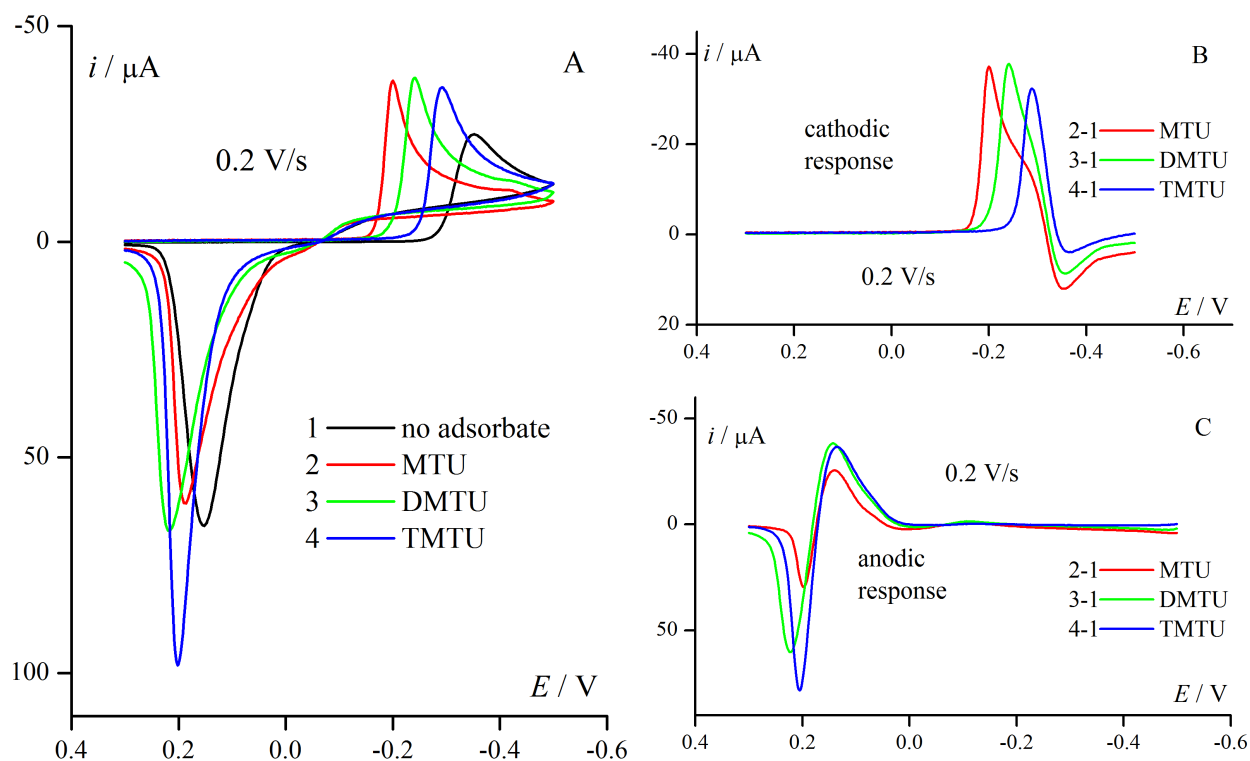 -50
i / μA
A
0.2 V/s
0
50
100
1 no adsorbate
2 MTU
3 DMTU
4 TMTU
E / V
0.4 0.2 0.0 -0.2 -0.4 -0.6
B
i / μA
-40
-20
0
20
cathodic
response
2-1 MTU
3-1 DMTU
4-1 TMTU
0.2 V/s
E / V
0.4 0.2 0.0 -0.2 -0.4 -0.6
C
i / μA
-50
0
50
0.2 V/s
anodic
response
2-1 MTU
3-1 DMTU
4-1 TMTU
E / V
0.4 0.2 0.0 -0.2 -0.4 -0.6